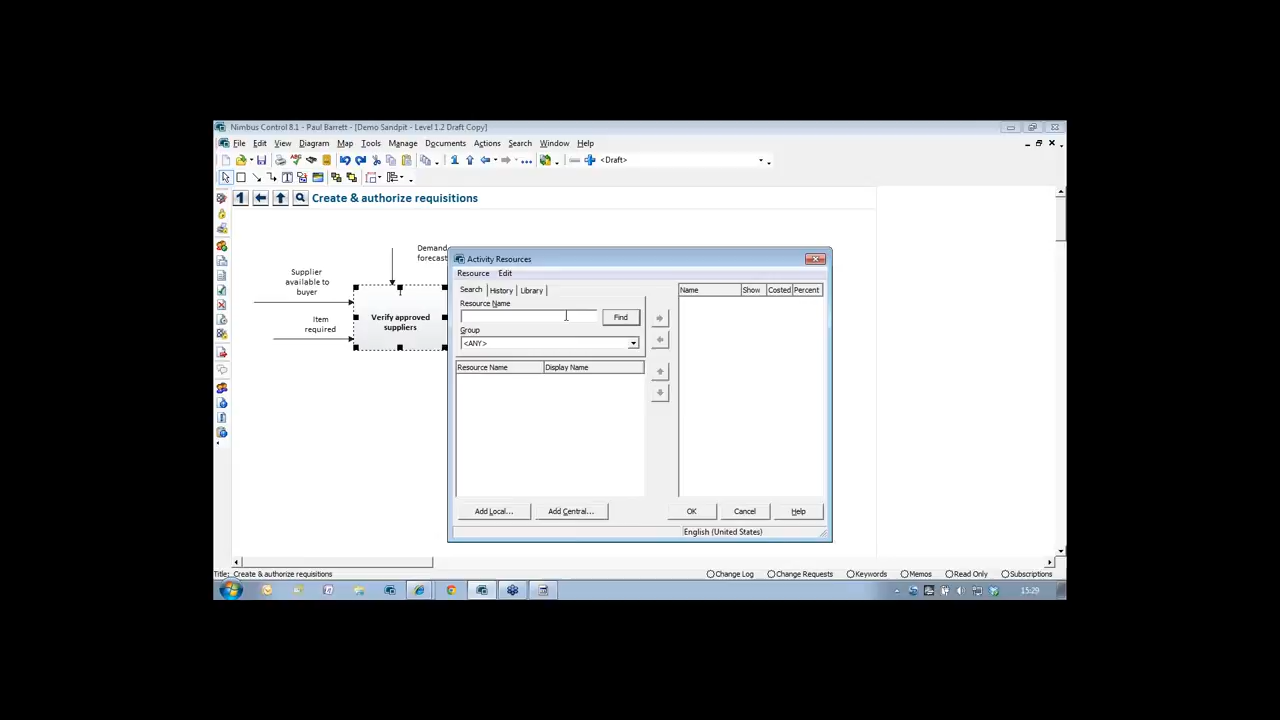 Nimbus Control 8.1 - Paul Barrett - [Demo Sandpit - Level 1.2 Draft Copy]
File Edit View Diagram Map Tools Manage Documents Actions Search Window Help
<Draft>
1 Create & authorize requisitions
Demand
forecast
Supplier
available to
buyer
Item
required
Verify approved
suppliers
Activity Resources
Resource Edit
Search History Library
Resource Name
Find
Group
<ANY>
Resource Name Display Name
Name Show Costed Percent
Add Local... Add Central... OK Cancel Help
English (United States)
Title: Create & authorize requisitions Change Log Change Requests Keywords Memos Read Only Subscriptions
15:29